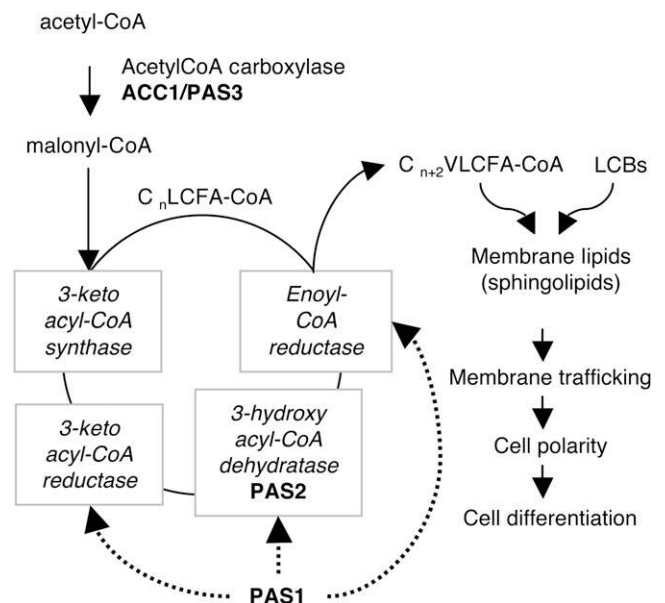 acetyl-CoA
AcetylCoA carboxylase
ACC1/PAS3
malonyl-CoA
C n+2VLCFA-CoA LCBs
C nLCFA-CoA
Membrane lipids
(sphingolipids)
3-keto
acyl-CoA
synthase
Enoyl-
CoA
reductase
Membrane trafficking
3-keto
acyl-CoA
reductase
3-hydroxy
acyl-CoA
dehydratase
PAS2
Cell polarity
Cell differentiation
PAS1